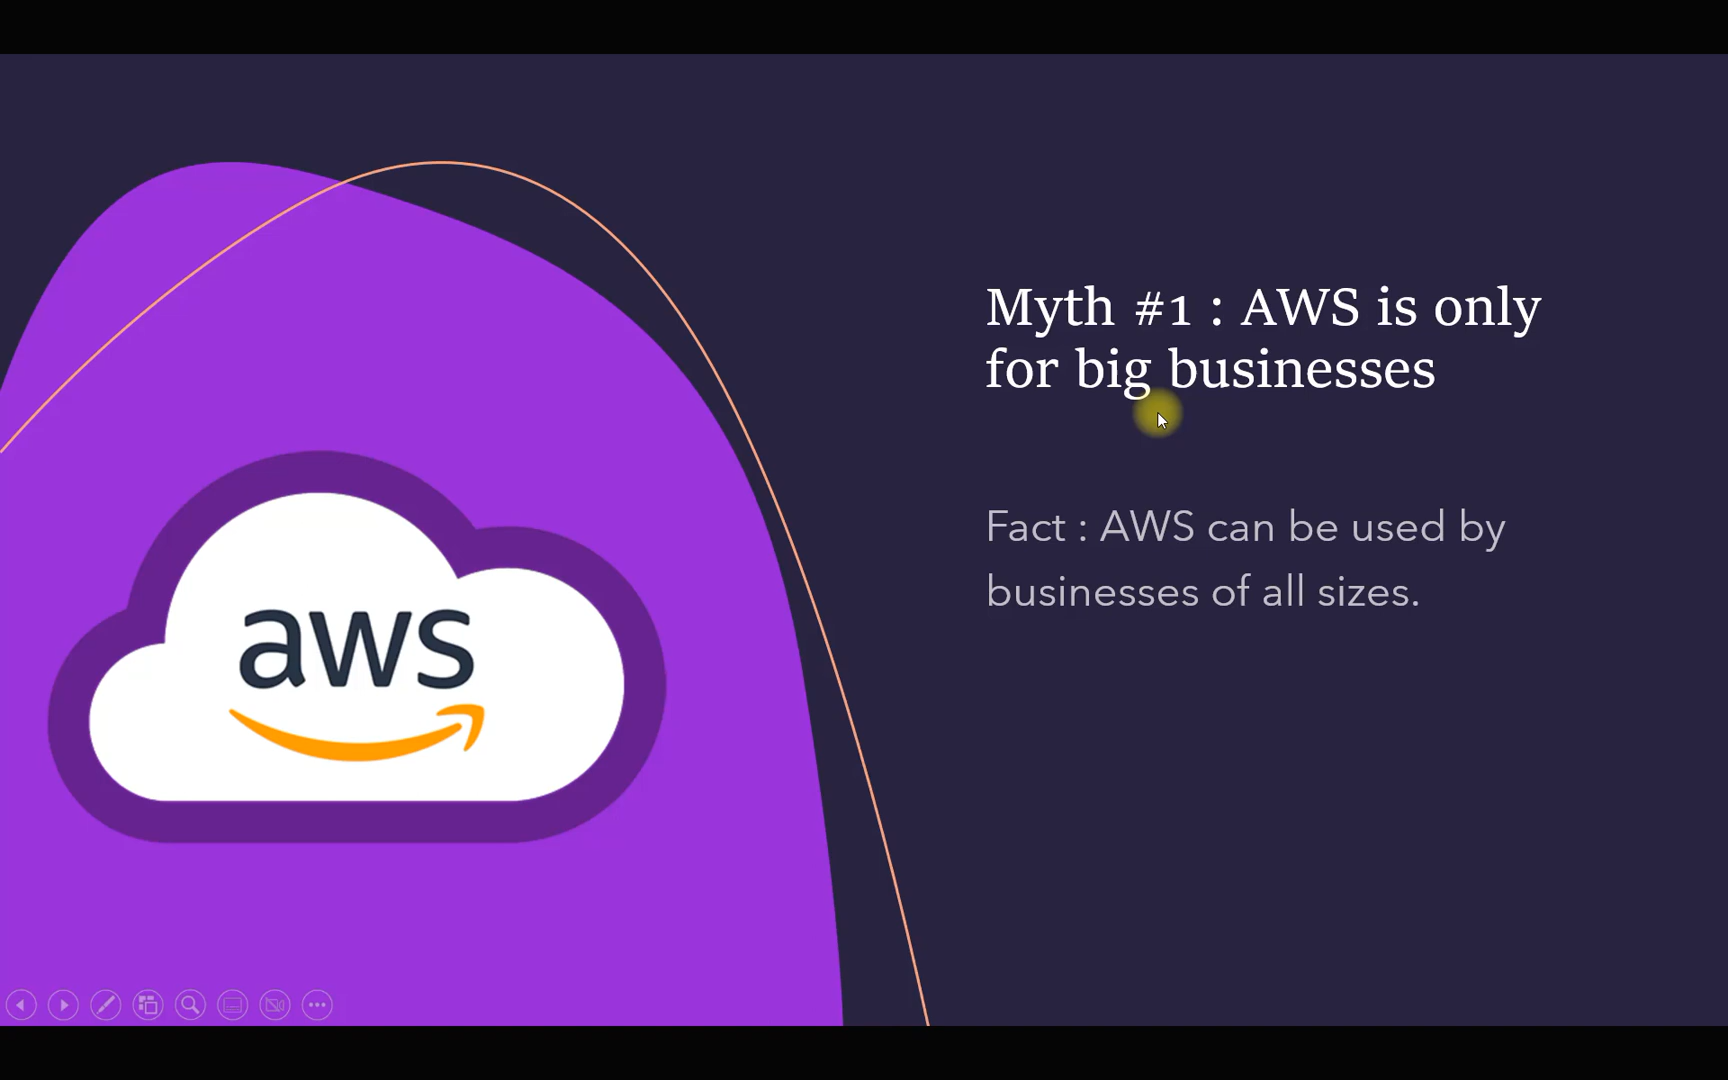 Myth #1 : AWS is only
for big businesses
Fact : AWS can be used by
businesses of all sizes.
aws